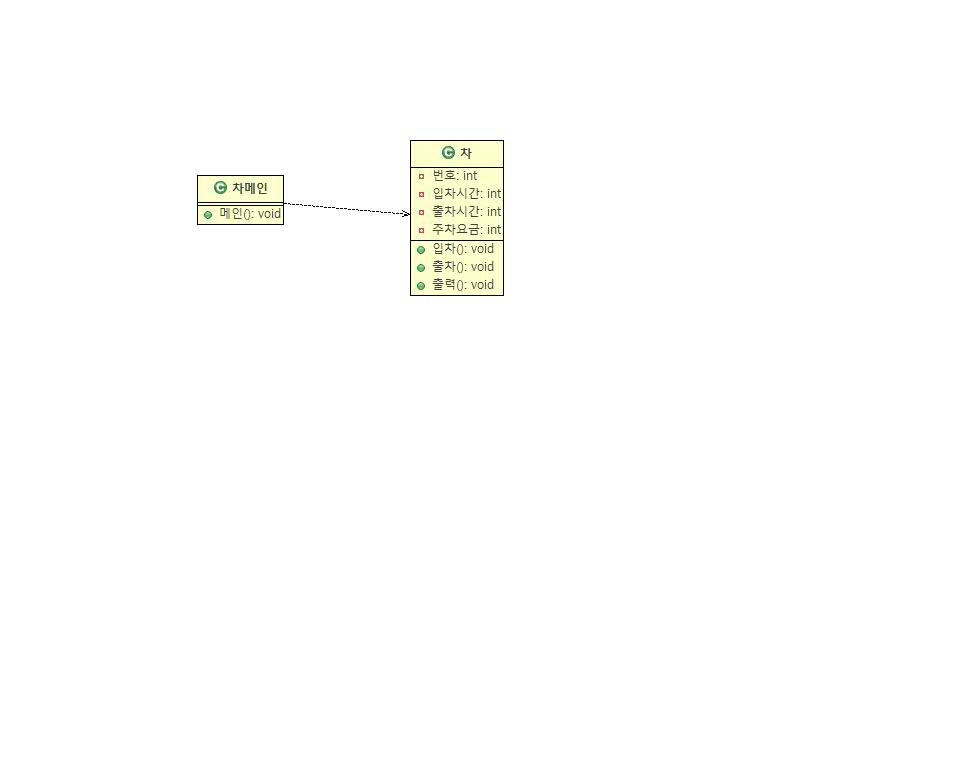 차메인
메인(): void
차
번호: int
입차시간: int
출차시간: int
주차요금: int
입차(): void
출차(): void
출력(): void